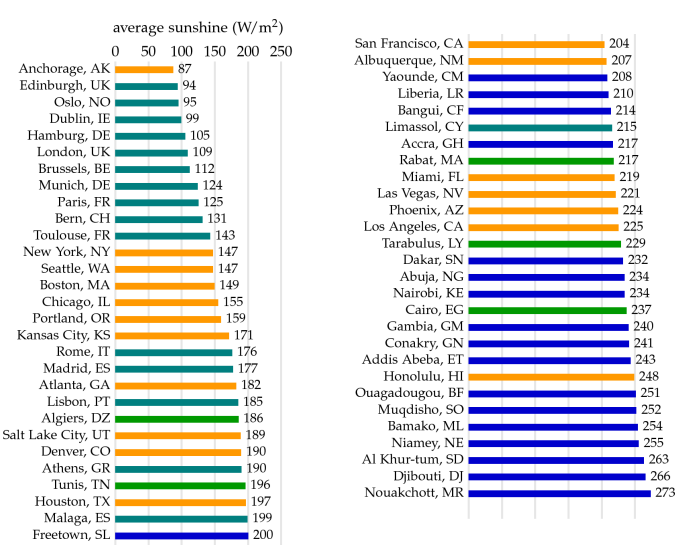 average sunshine (W/m²)
0 50 100 150 200 250
Anchorage, AK 87
Edinburgh, UK 94
Oslo, NO 95
Dublin, IE 99
Hamburg, DE 105
London, UK 109
Brussels, BE 112
Munich, DE 124
Paris, FR 125
Bern, CH 131
Toulouse, FR 143
New York, NY 147
Seattle, WA 147
Boston, MA 149
Chicago, IL 155
Portland, OR 159
Kansas City, KS 171
Rome, IT 176
Madrid, ES 177
Atlanta, GA 182
Lisbon, PT 185
Algiers, DZ 186
Salt Lake City, UT 189
Denver, CO 190
Athens, GR 190
Tunis, TN 196
Houston, TX 197
Malaga, ES 199
Freetown, SL 200
San Francisco, CA 204
Albuquerque, NM 207
Yaounde, CM 208
Liberia, LR 210
Bangui, CF 214
Limassol, CY 215
Accra, GH 217
Rabat, MA 217
Miami, FL 219
Las Vegas, NV 221
Phoenix, AZ 224
Los Angeles, CA 225
Tarabulus, LY 229
Dakar, SN 232
Abuja, NG 234
Nairobi, KE 234
Cairo, EG 237
Gambia, GM 240
Conakry, GN 241
Addis Abeba, ET 243
Honolulu, HI 248
Ouagadougou, BF 251
Muqdisho, SO 252
Bamako, ML 254
Niamey, NE 255
Al Khur-tum, SD 263
Djibouti, DJ 266
Nouakchott, MR 273